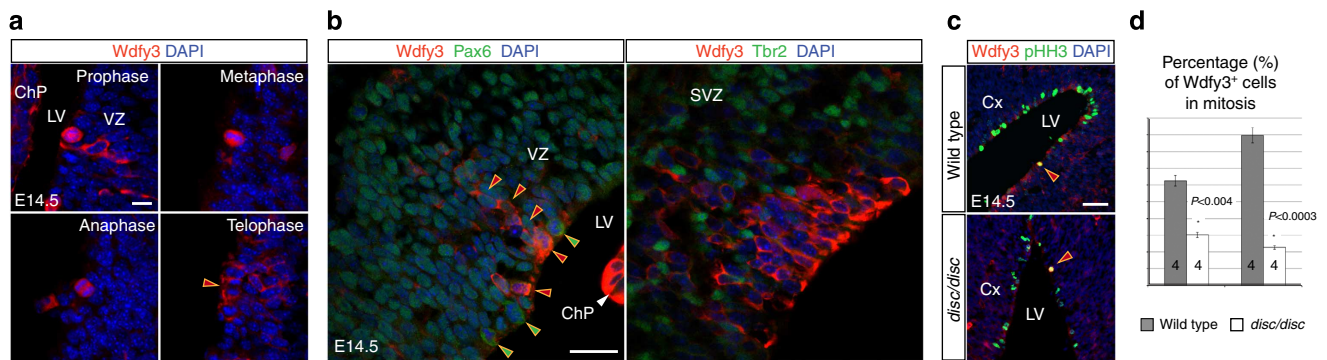 a
Wdfy3 DAPI
Prophase
ChP
LV
VZ
E14.5
Metaphase
Anaphase
Telophase
b
Wdfy3 Pax6 DAPI
VZ
LV
ChP
E14.5
Wdfy3 Tbr2 DAPI
SVZ
c
Wdfy3 pHH3 DAPI
Wild type
Cx
LV
E14.5
disc/disc
Cx
LV
d
Percentage (%)
of Wdfy3⁺ cells
in mitosis
P<0.004
*
P<0.0003
*
4
4
4
4
Wild type
disc/disc